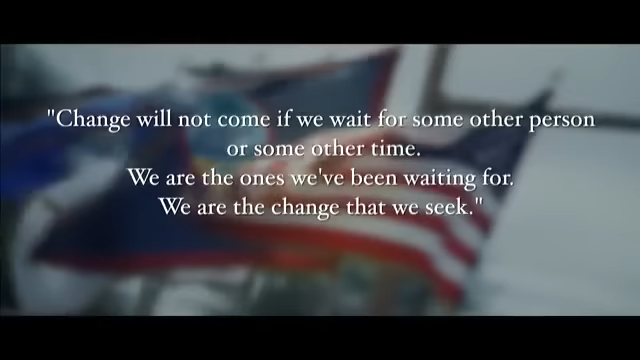 "Change will not come if we wait for some other person
or some other time.
We are the ones we've been waiting for.
We are the change that we seek."